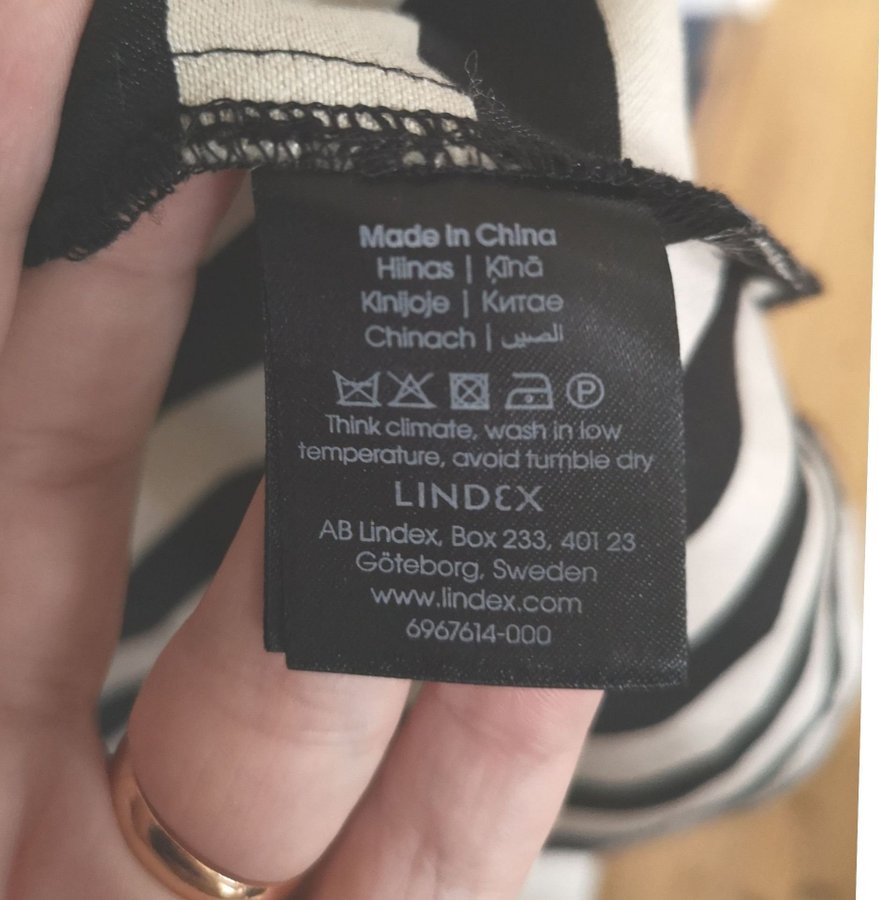 Made in China
Hiinas | Ķīnā
Kinijoje | Китае
Chinach | الصين
P
Think climate, wash in low
temperature, avoid tumble dry
LINDEX
AB Lindex, Box 233, 401 23
Göteborg, Sweden
www.lindex.com
6967614-000